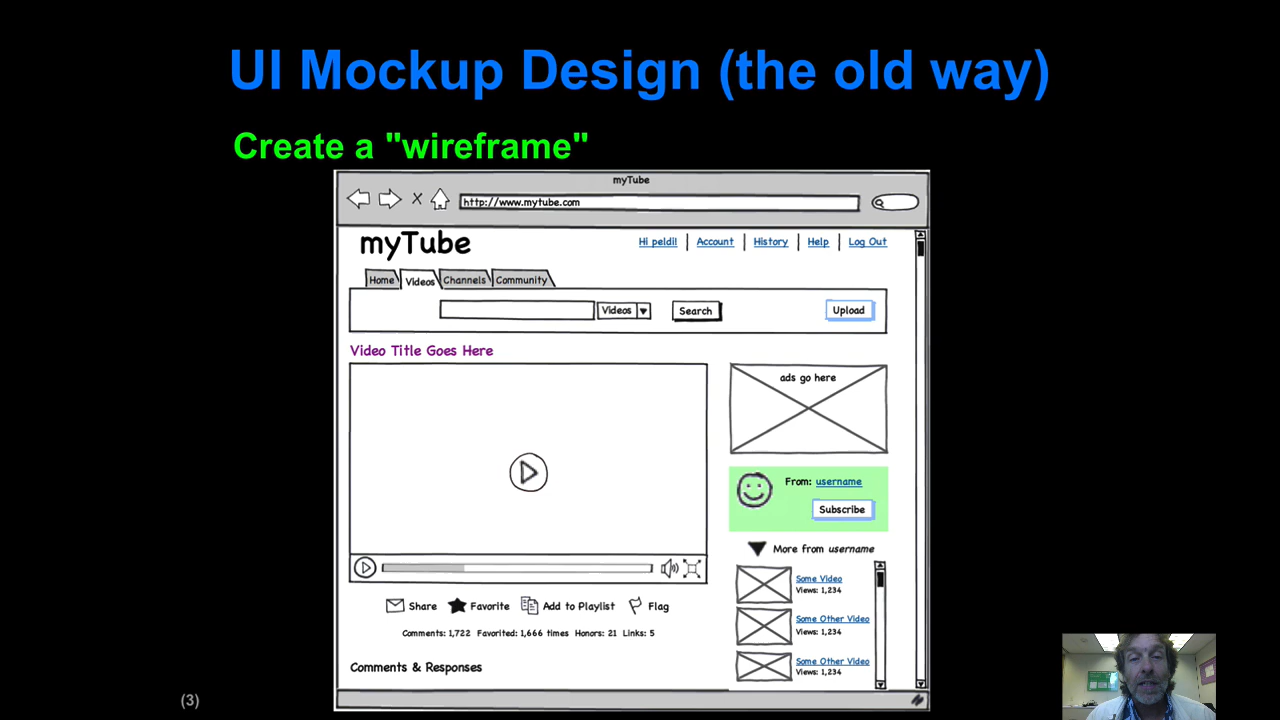 UI Mockup Design (the old way)
Create a "wireframe"
myTube
http://www.mytube.com
myTube
Hi peldi! Account History Help Log Out
Home Videos Channels Community
Videos Search Upload
Video Title Goes Here
ads go here
From: username
Subscribe
More from username
Some Video
Views: 1,234
Some Other Video
Views: 1,234
Some Other Video
Views: 1,234
Share Favorite Add to Playlist Flag
Comments: 1,722 Favorited: 1,666 times Honors: 21 Links: 5
Comments & Responses
(3)